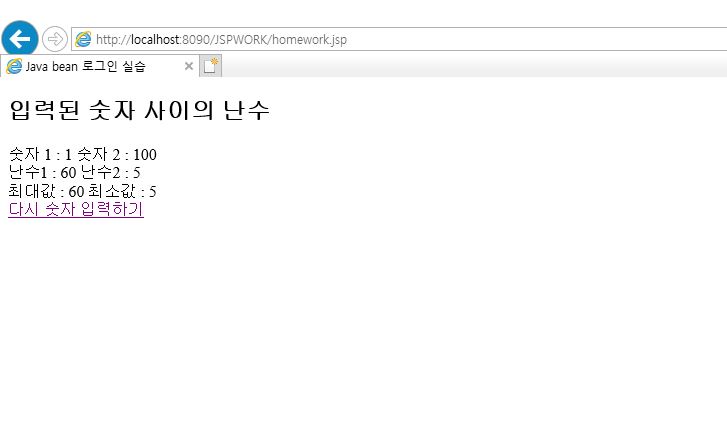 http://localhost:8090/JSPWORK/homework.jsp
Java bean 로그인 실습
입력된 숫자 사이의 난수
숫자 1 : 1 숫자 2 : 100
난수1 : 60 난수2 : 5
최대값 : 60 최소값 : 5
다시 숫자 입력하기